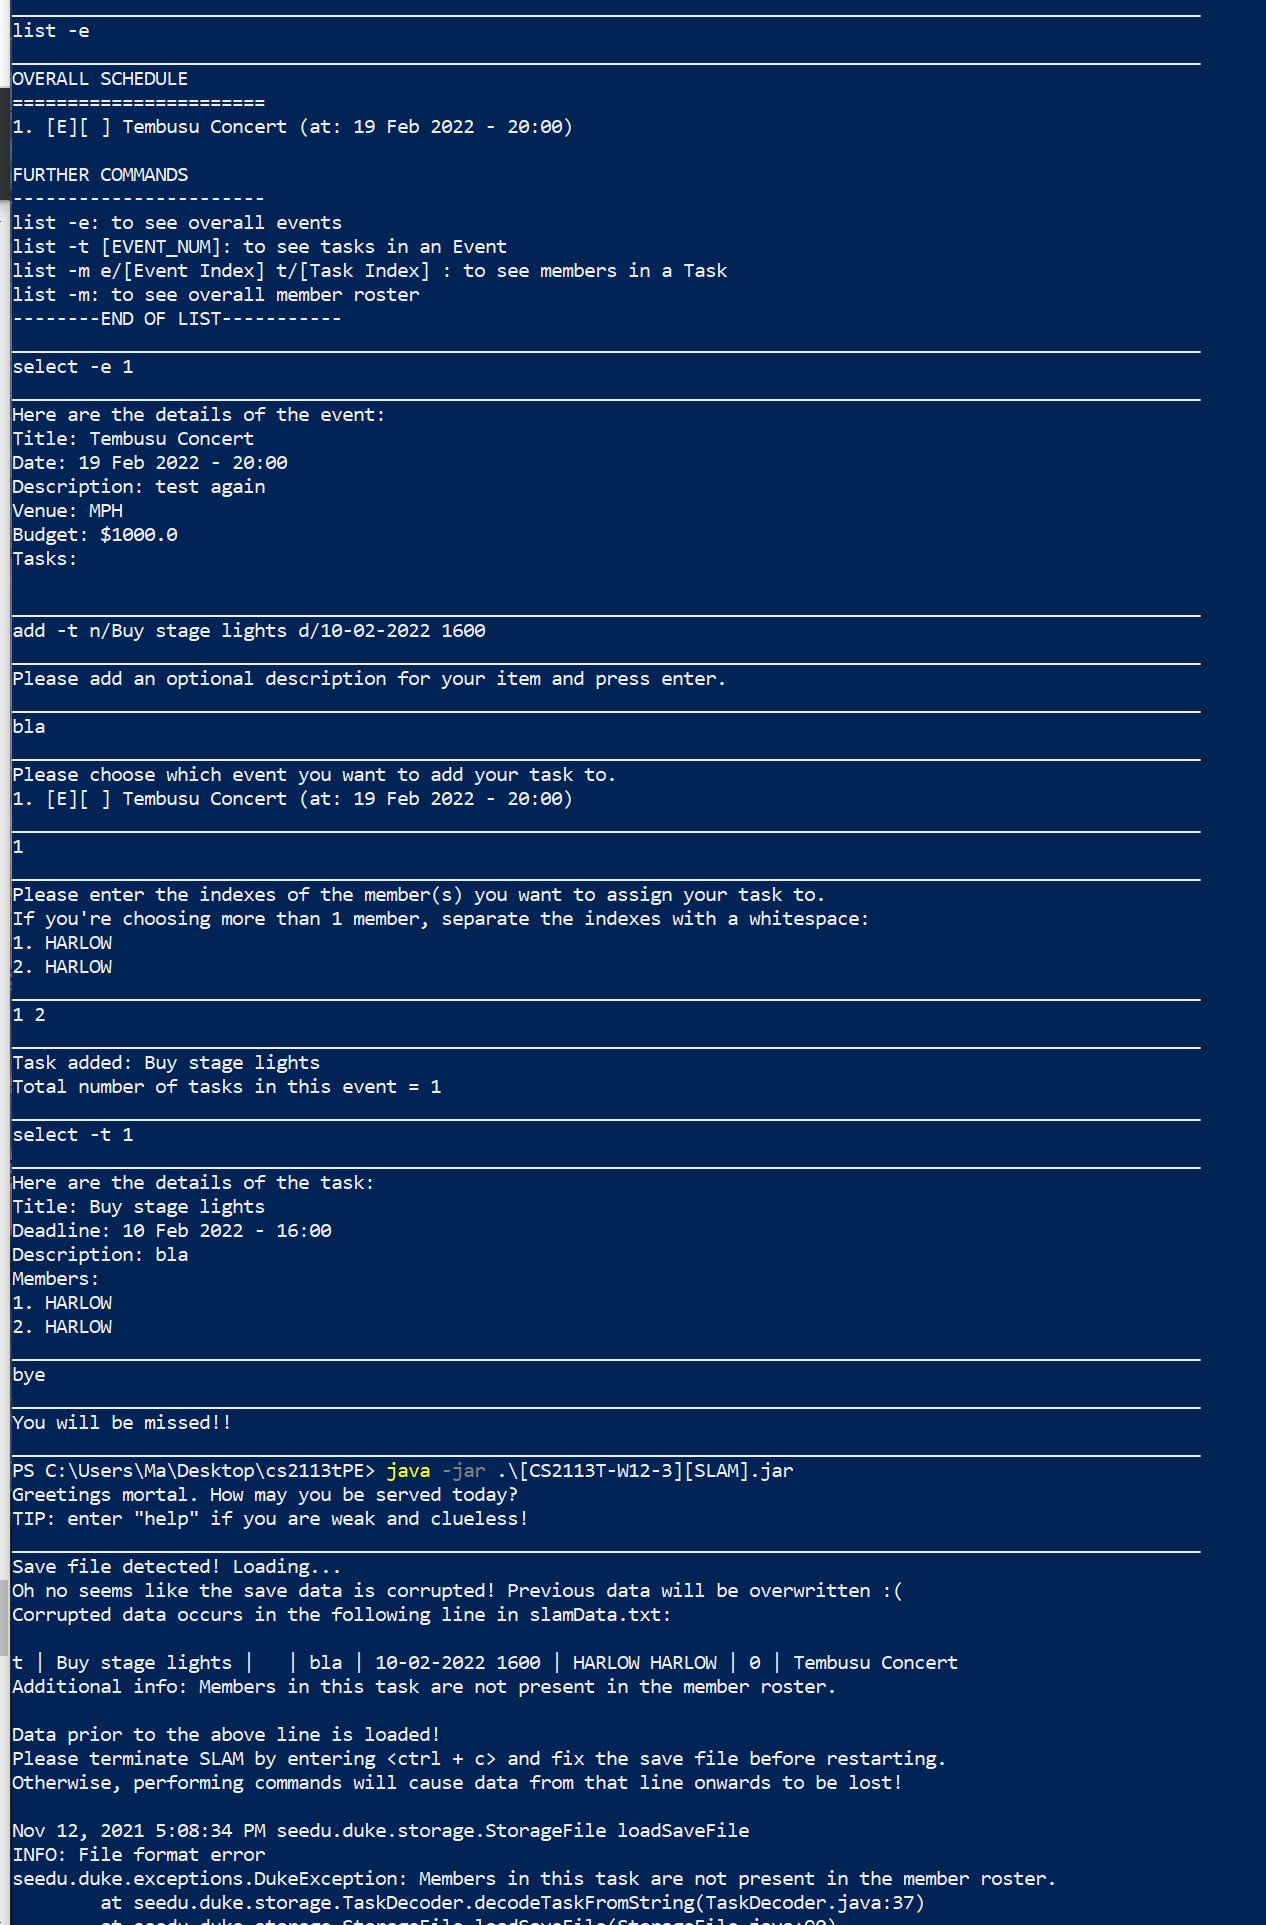 list -e
OVERALL SCHEDULE
=======================
1. [E][ ] Tembusu Concert (at: 19 Feb 2022 - 20:00)
FURTHER COMMANDS
-----------------------
list -e: to see overall events
list -t [EVENT_NUM]: to see tasks in an Event
list -m e/[Event Index] t/[Task Index] : to see members in a Task
list -m: to see overall member roster
--------END OF LIST-----------
select -e 1
Here are the details of the event:
Title: Tembusu Concert
Date: 19 Feb 2022 - 20:00
Description: test again
Venue: MPH
Budget: $1000.0
Tasks:
add -t n/Buy stage lights d/10-02-2022 1600
Please add an optional description for your item and press enter.
bla
Please choose which event you want to add your task to.
1. [E][ ] Tembusu Concert (at: 19 Feb 2022 - 20:00)
1
Please enter the indexes of the member(s) you want to assign your task to.
If you're choosing more than 1 member, separate the indexes with a whitespace:
1. HARLOW
2. HARLOW
1 2
Task added: Buy stage lights
Total number of tasks in this event = 1
select -t 1
Here are the details of the task:
Title: Buy stage lights
Deadline: 10 Feb 2022 - 16:00
Description: bla
Members:
1. HARLOW
2. HARLOW
bye
You will be missed!!
PS C:\Users\Ma\Desktop\cs2113tPE> java -jar .\[CS2113T-W12-3][SLAM].jar
Greetings mortal. How may you be served today?
TIP: enter "help" if you are weak and clueless!
Save file detected! Loading...
Oh no seems like the save data is corrupted! Previous data will be overwritten :(
Corrupted data occurs in the following line in slamData.txt:
t | Buy stage lights |   | bla | 10-02-2022 1600 | HARLOW HARLOW | 0 | Tembusu Concert
Additional info: Members in this task are not present in the member roster.
Data prior to the above line is loaded!
Please terminate SLAM by entering <ctrl + c> and fix the save file before restarting.
Otherwise, performing commands will cause data from that line onwards to be lost!
Nov 12, 2021 5:08:34 PM seedu.duke.storage.StorageFile loadSaveFile
INFO: File format error
seedu.duke.exceptions.DukeException: Members in this task are not present in the member roster.
at seedu.duke.storage.TaskDecoder.decodeTaskFromString(TaskDecoder.java:37)
at seedu.duke.storage.StorageFile.loadSaveFile(StorageFile.java:90)